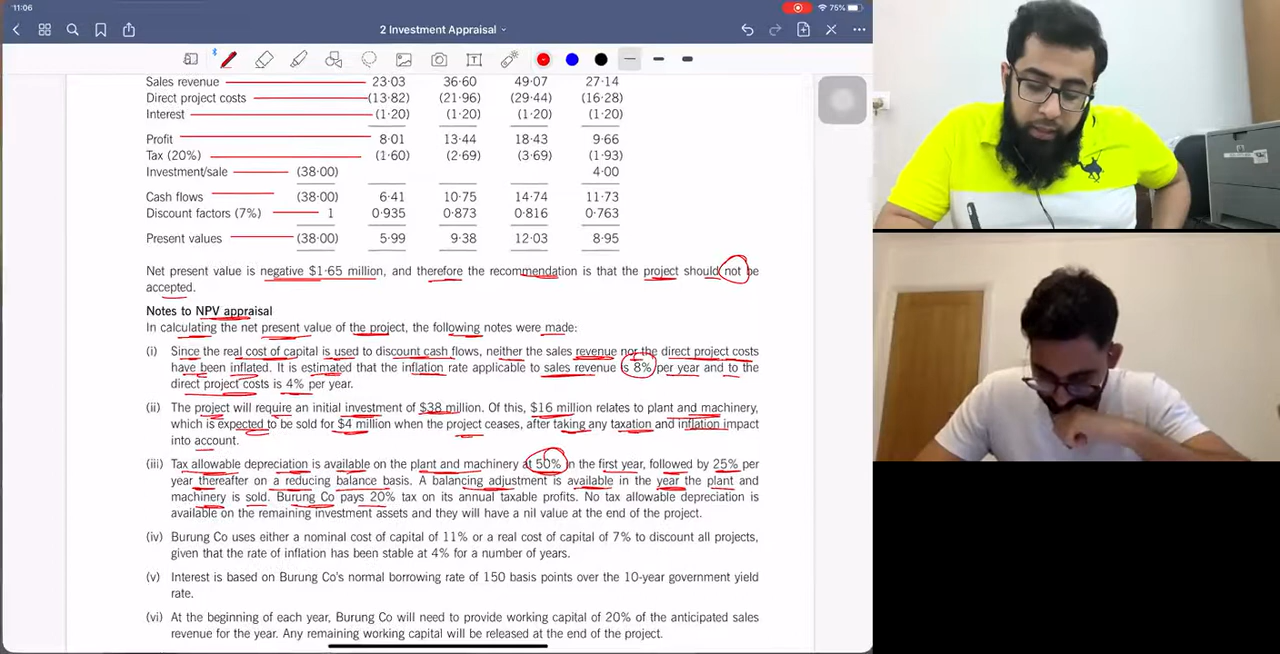 11:06
75%
2 Investment Appraisal
Sales revenue 23·03 36·60 49·07 27·14
Direct project costs (13·82) (21·96) (29·44) (16·28)
Interest (1·20) (1·20) (1·20) (1·20)
Profit 8·01 13·44 18·43 9·66
Tax (20%) (1·60) (2·69) (3·69) (1·93)
Investment/sale (38·00) 4·00
Cash flows (38·00) 6·41 10·75 14·74 11·73
Discount factors (7%) 1 0·935 0·873 0·816 0·763
Present values (38·00) 5·99 9·38 12·03 8·95
Net present value is negative $1·65 million, and therefore the recommendation is that the project should not be
accepted.
Notes to NPV appraisal
In calculating the net present value of the project, the following notes were made:
(i) Since the real cost of capital is used to discount cash flows, neither the sales revenue nor the direct project costs
have been inflated. It is estimated that the inflation rate applicable to sales revenue is 8% per year and to the
direct project costs is 4% per year.
(ii) The project will require an initial investment of $38 million. Of this, $16 million relates to plant and machinery,
which is expected to be sold for $4 million when the project ceases, after taking any taxation and inflation impact
into account.
(iii) Tax allowable depreciation is available on the plant and machinery at 50% in the first year, followed by 25% per
year thereafter on a reducing balance basis. A balancing adjustment is available in the year the plant and
machinery is sold. Burung Co pays 20% tax on its annual taxable profits. No tax allowable depreciation is
available on the remaining investment assets and they will have a nil value at the end of the project.
(iv) Burung Co uses either a nominal cost of capital of 11% or a real cost of capital of 7% to discount all projects,
given that the rate of inflation has been stable at 4% for a number of years.
(v) Interest is based on Burung Co's normal borrowing rate of 150 basis points over the 10-year government yield
rate.
(vi) At the beginning of each year, Burung Co will need to provide working capital of 20% of the anticipated sales
revenue for the year. Any remaining working capital will be released at the end of the project.